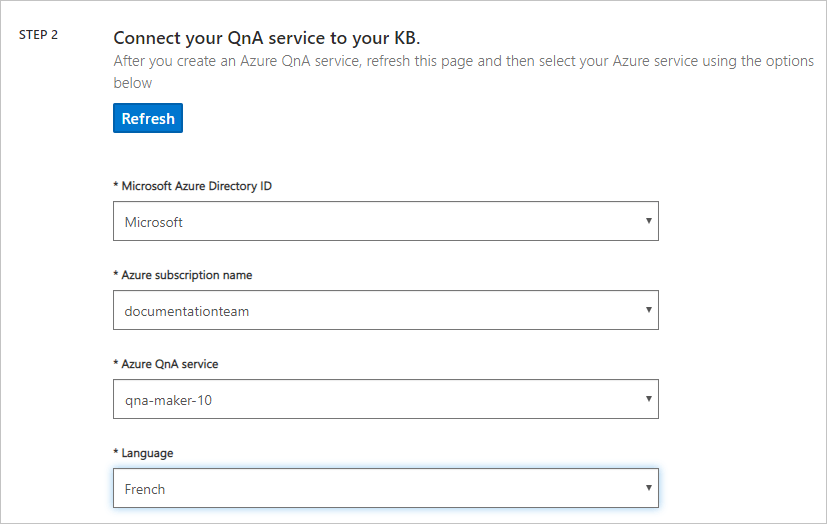 STEP 2
Connect your QnA service to your KB.
After you create an Azure QnA service, refresh this page and then select your Azure service using the options
below
Refresh
* Microsoft Azure Directory ID
Microsoft
* Azure subscription name
documentationteam
* Azure QnA service
qna-maker-10
* Language
French